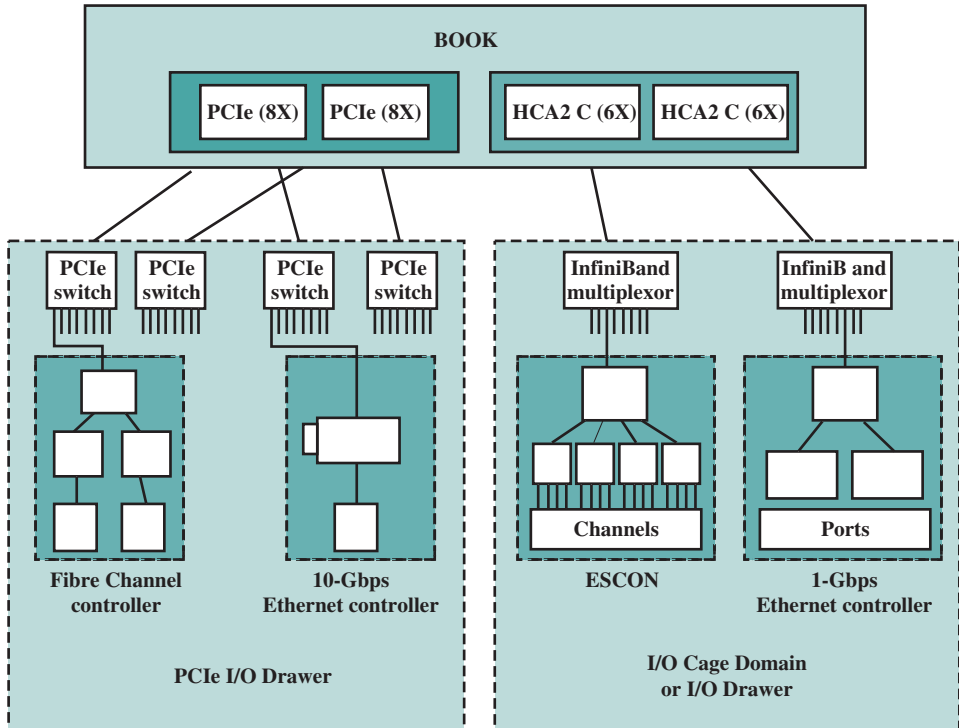 BOOK
PCIe (8X)
PCIe (8X)
HCA2 C (6X)
HCA2 C (6X)
PCIe
switch
PCIe
switch
PCIe
switch
PCIe
switch
InfiniBand
multiplexor
InfiniB and
multiplexor
Channels
Ports
Fibre Channel
controller
10-Gbps
Ethernet controller
ESCON
1-Gbps
Ethernet controller
PCIe I/O Drawer
I/O Cage Domain
or I/O Drawer